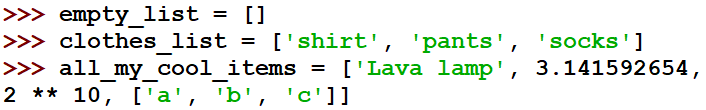 >>> empty_list = []
>>> clothes_list = ['shirt', 'pants', 'socks']
>>> all_my_cool_items = ['Lava lamp', 3.141592654,
2 ** 10, ['a', 'b', 'c']]